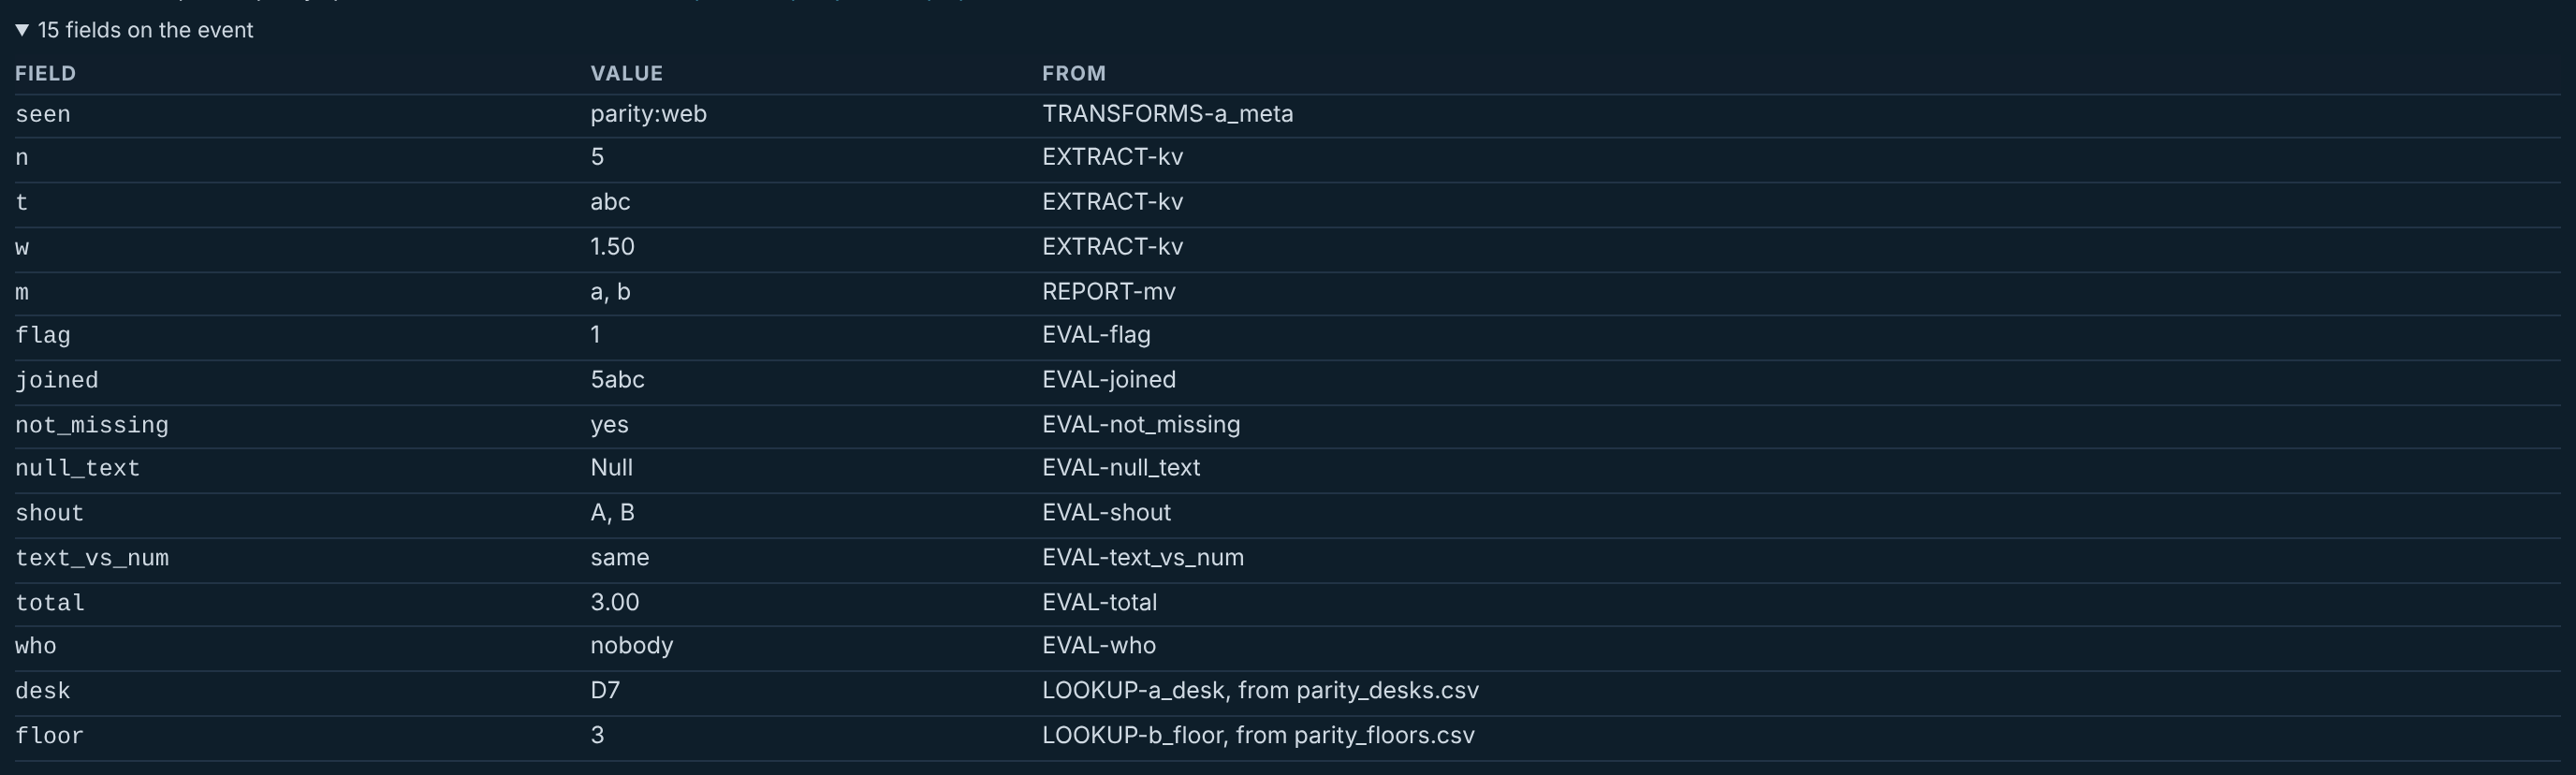 ▼ 15 fields on the event
FIELD VALUE FROM
seen parity:web TRANSFORMS-a_meta
n 5 EXTRACT-kv
t abc EXTRACT-kv
w 1.50 EXTRACT-kv
m a, b REPORT-mv
flag 1 EVAL-flag
joined 5abc EVAL-joined
not_missing yes EVAL-not_missing
null_text Null EVAL-null_text
shout A, B EVAL-shout
text_vs_num same EVAL-text_vs_num
total 3.00 EVAL-total
who nobody EVAL-who
desk D7 LOOKUP-a_desk, from parity_desks.csv
floor 3 LOOKUP-b_floor, from parity_floors.csv